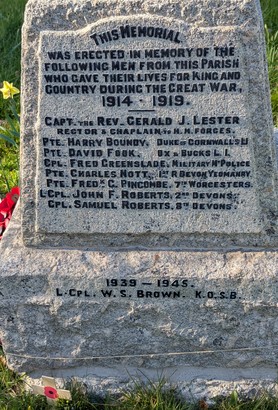 THIS MEMORIAL
WAS ERECTED IN MEMORY OF THE
FOLLOWING MEN FROM THIS PARISH
WHO GAVE THEIR LIVES FOR KING AND
COUNTRY DURING THE GREAT WAR,
1914 - 1919.
CAPT. THE REV. GERALD J. LESTER
RECTOR & CHAPLAIN TO H.M. FORCES.
PTE. HARRY BOUNDY, DUKE OF CORNWALLS LI
PTE. DAVID FOOK, OX & BUCKS L. I.
CPL. FRED GREENSLADE, MILITARY Mᵀᴰ POLICE
PTE. CHARLES NOTT, 1ST R DEVON YEOMANRY
PTE. FREDK C. PINCOMBE, 7TH WORCESTERS
L.CPL. JOHN F. ROBERTS, 2ND DEVONS
CPL. SAMUEL ROBERTS, 8TH DEVONS.
1939 - 1945.
L-CPL. W. S. BROWN. K.O.S.B.